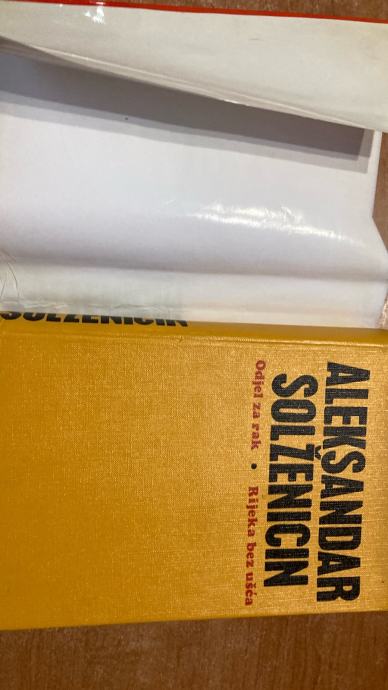 ALEKSANDAR
SOLŽENICIN
Odjel za rak • Rijeka bez ušća
SOLŽENICIN